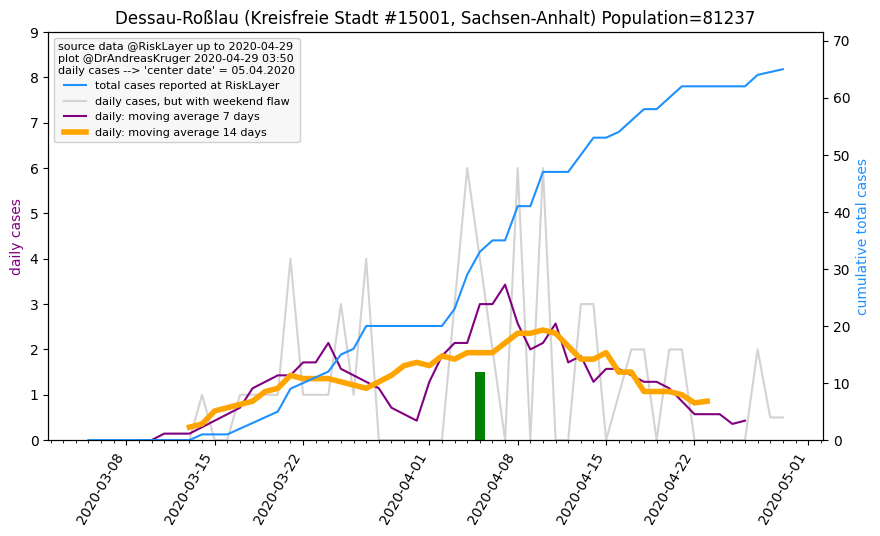 Dessau-Roßlau (Kreisfreie Stadt #15001, Sachsen-Anhalt) Population=81237
source data @RiskLayer up to 2020-04-29
plot @DrAndreasKruger 2020-04-29 03:50
daily cases --> 'center date' = 05.04.2020
total cases reported at RiskLayer
daily cases, but with weekend flaw
daily: moving average 7 days
daily: moving average 14 days
daily cases
9
8
7
6
5
4
3
2
1
0
70
60
50
40
30
20
10
0
cumulative total cases
2020-03-08
2020-03-15
2020-03-22
2020-04-01
2020-04-08
2020-04-15
2020-04-22
2020-05-01